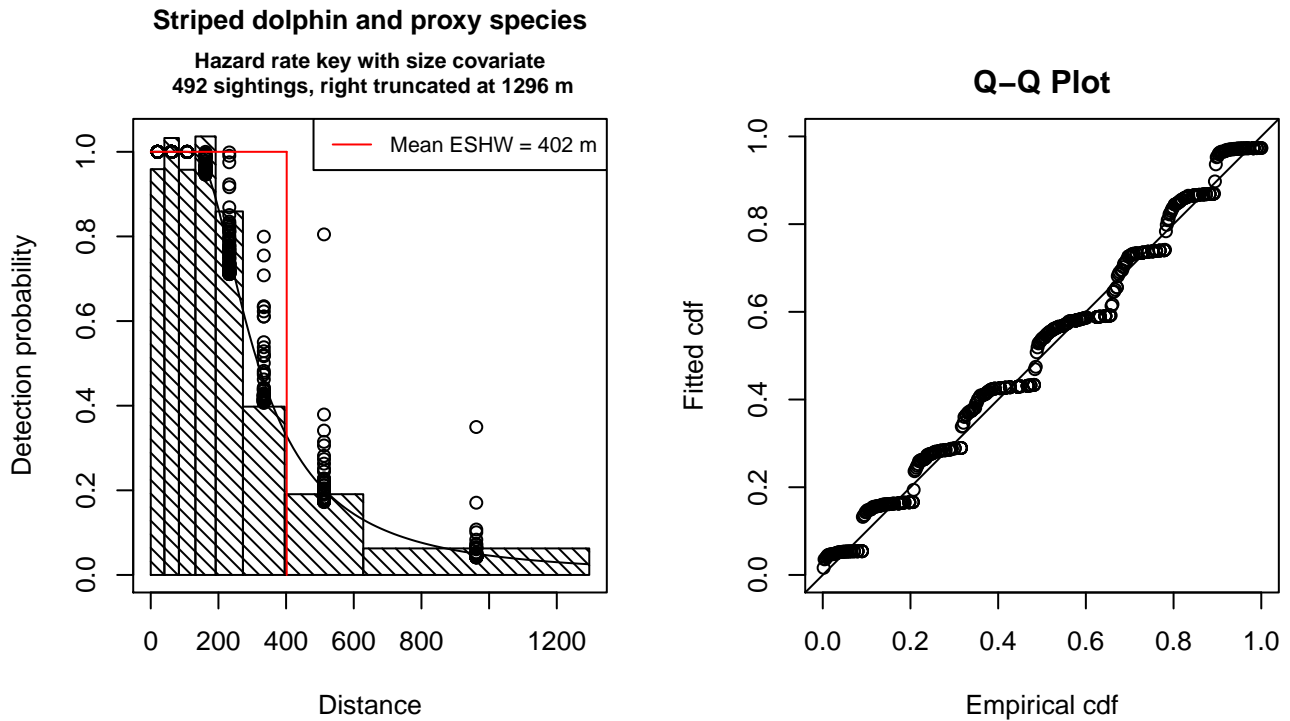 Striped dolphin and proxy species
Hazard rate key with size covariate
492 sightings, right truncated at 1296 m
Mean ESHW = 402 m
Detection probability
0.0 0.2 0.4 0.6 0.8 1.0
0 200 400 600 800 1200
Distance
Q−Q Plot
Fitted cdf
0.0 0.2 0.4 0.6 0.8 1.0
0.0 0.2 0.4 0.6 0.8 1.0
Empirical cdf